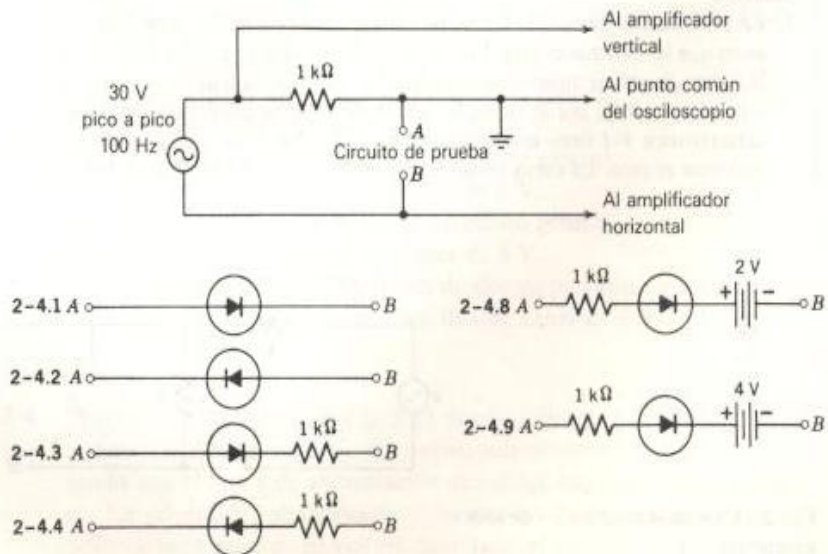 Al amplificador
vertical
1 kΩ
30 V
pico a pico
100 Hz
Al punto común
del osciloscopio
A
Circuito de prueba
B
Al amplificador
horizontal
2-4.1 A B
2-4.2 A B
1 kΩ
2-4.3 A B
1 kΩ
2-4.4 A B
1 kΩ 2 V
2-4.8 A + - B
1 kΩ 4 V
2-4.9 A + - B